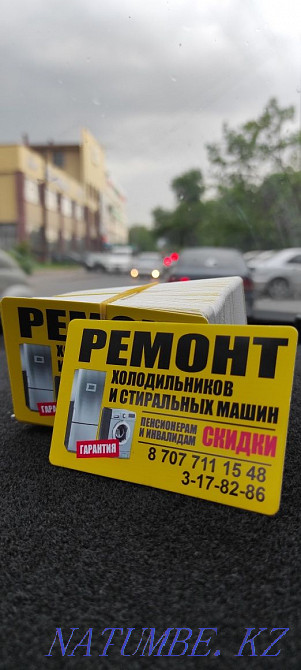 РЕМОНТ
ХОЛОДИЛЬНИКОВ
И СТИРАЛЬНЫХ МАШИН
ПЕНСИОНЕРАМ
И ИНВАЛИДАМ СКИДКИ
ГАРАНТИЯ
8 707 711 15 48
3-17-82-86
NATUMBE.KZ